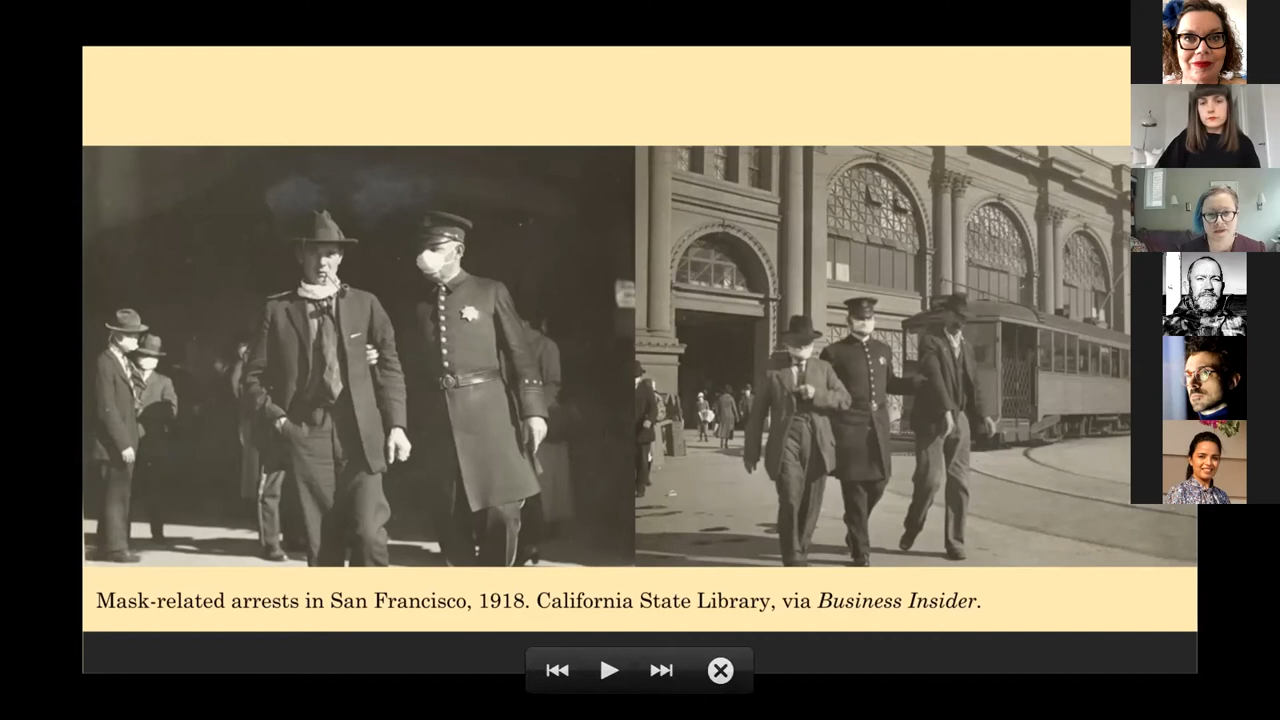 Mask-related arrests in San Francisco, 1918. California State Library, via Business Insider.